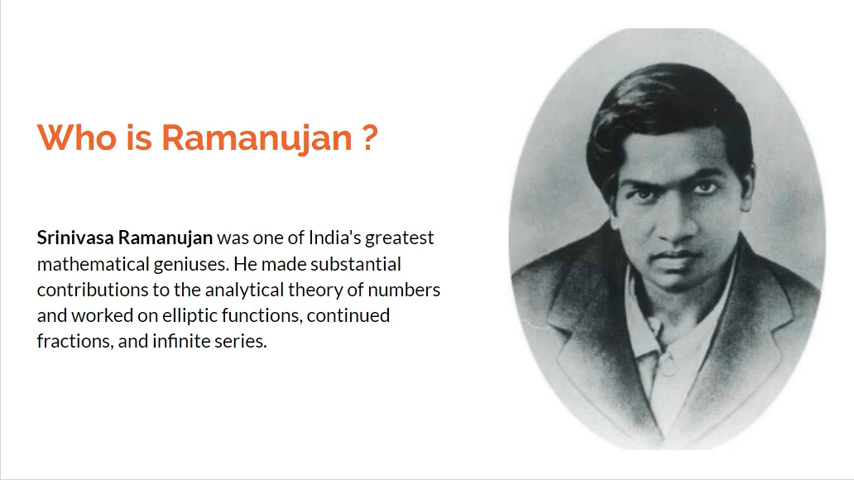 Who is Ramanujan ?
Srinivasa Ramanujan was one of India's greatest
mathematical geniuses. He made substantial
contributions to the analytical theory of numbers
and worked on elliptic functions, continued
fractions, and infinite series.